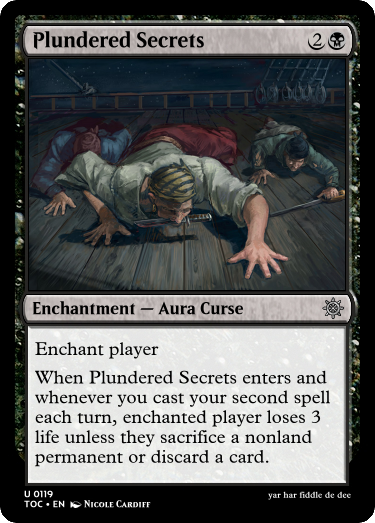 Plundered Secrets 2
Enchantment — Aura Curse
Enchant player
When Plundered Secrets enters and
whenever you cast your second spell
each turn, enchanted player loses 3
life unless they sacrifice a nonland
permanent or discard a card.
U 0119
TOC • EN Nicole Cardiff
yar har fiddle de dee